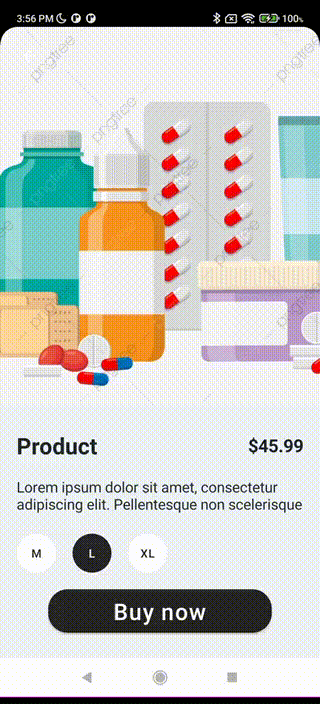 3:56 PM
100%
pngtree
pngtree
pngtree
pngtree
pngtree
pngtree
pngtree
pngtree
pngtree
Product
$45.99
Lorem ipsum dolor sit amet, consectetur
adipiscing elit. Pellentesque non scelerisque
M
L
XL
Buy now